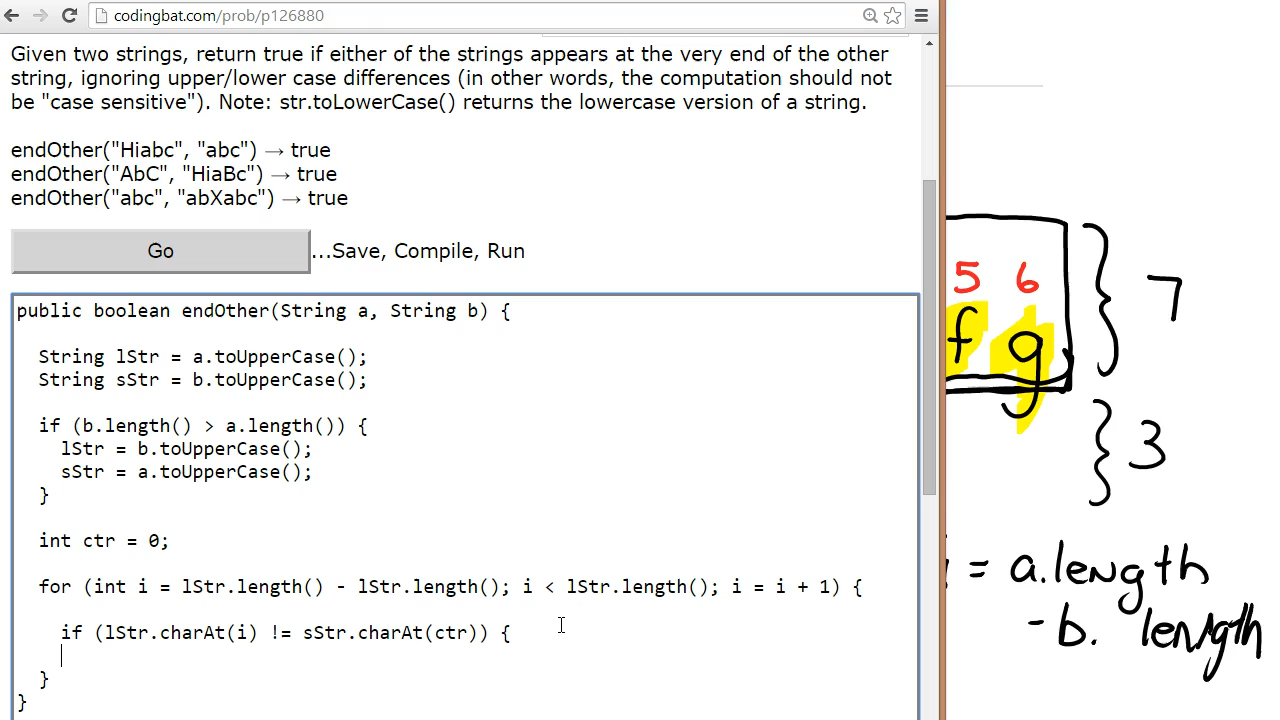 codingbat.com/prob/p126880
Given two strings, return true if either of the strings appears at the very end of the other
string, ignoring upper/lower case differences (in other words, the computation should not
be "case sensitive"). Note: str.toLowerCase() returns the lowercase version of a string.
endOther("Hiabc", "abc") → true
endOther("AbC", "HiaBc") → true
endOther("abc", "abXabc") → true
Go ...Save, Compile, Run
public boolean endOther(String a, String b) {
String lStr = a.toUpperCase();
String sStr = b.toUpperCase();
if (b.length() > a.length()) {
lStr = b.toUpperCase();
sStr = a.toUpperCase();
}
int ctr = 0;
for (int i = lStr.length() - lStr.length(); i < lStr.length(); i = i + 1) {
if (lStr.charAt(i) != sStr.charAt(ctr)) {
}
}
5 6
f g
7
3
= a.length
- b. length